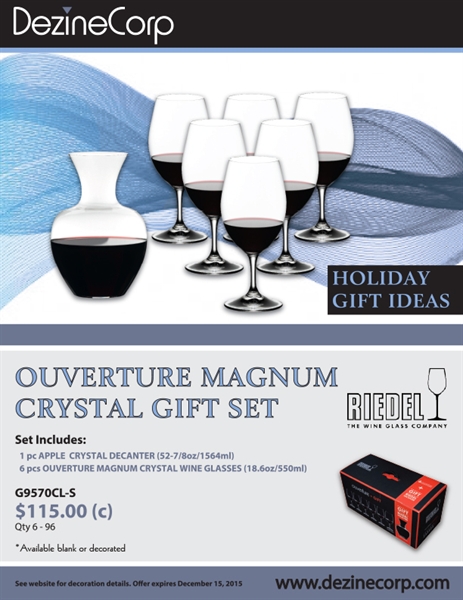 DezineCorp
HOLIDAY
GIFT IDEAS
OUVERTURE MAGNUM
CRYSTAL GIFT SET
RIEDEL
THE WINE GLASS COMPANY
Set Includes:
1 pc APPLE CRYSTAL DECANTER (52-7/8oz/1564ml)
6 pcs OUVERTURE MAGNUM CRYSTAL WINE GLASSES (18.6oz/550ml)
G9570CL-S
$115.00 (c)
Qty 6 - 96
*Available blank or decorated
See website for decoration details. Offer expires December 15, 2015
www.dezinecorp.com